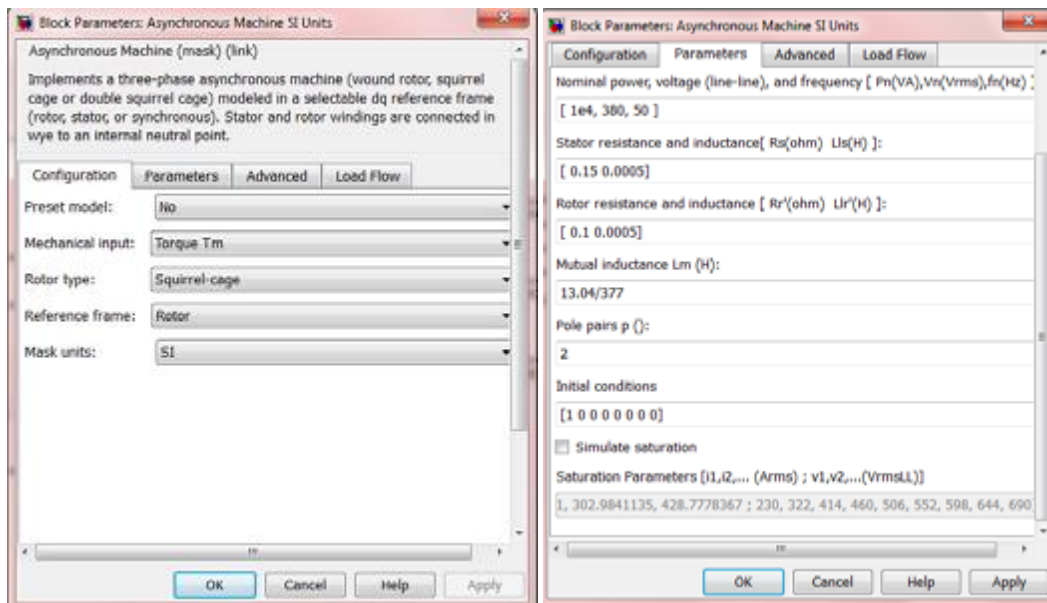 Block Parameters: Asynchronous Machine SI Units
Asynchronous Machine (mask) (link)
Implements a three-phase asynchronous machine (wound rotor, squirrel
cage or double squirrel cage) modeled in a selectable dq reference frame
(rotor, stator, or synchronous). Stator and rotor windings are connected in
wye to an internal neutral point.
Configuration Parameters Advanced Load Flow
Preset model: No
Mechanical input: Torque Tm
Rotor type: Squirrel-cage
Reference frame: Rotor
Mask units: SI
OK Cancel Help Apply
Block Parameters: Asynchronous Machine SI Units
Configuration Parameters Advanced Load Flow
Nominal power, voltage (line-line), and frequency [ Pn(VA),Vn(Vrms),fn(Hz) ]
[ 1e4, 380, 50 ]
Stator resistance and inductance[ Rs(ohm) Lls(H) ]:
[ 0.15 0.0005]
Rotor resistance and inductance [ Rr'(ohm) Llr'(H) ]:
[ 0.1 0.0005]
Mutual inductance Lm (H):
13.04/377
Pole pairs p ():
2
Initial conditions
[1 0 0 0 0 0 0 0]
Simulate saturation
Saturation Parameters [i1,i2,... (Arms) ; v1,v2,...(VrmsLL)]
1, 302.9841135, 428.7778367 ; 230, 322, 414, 460, 506, 552, 598, 644, 690
OK Cancel Help Apply